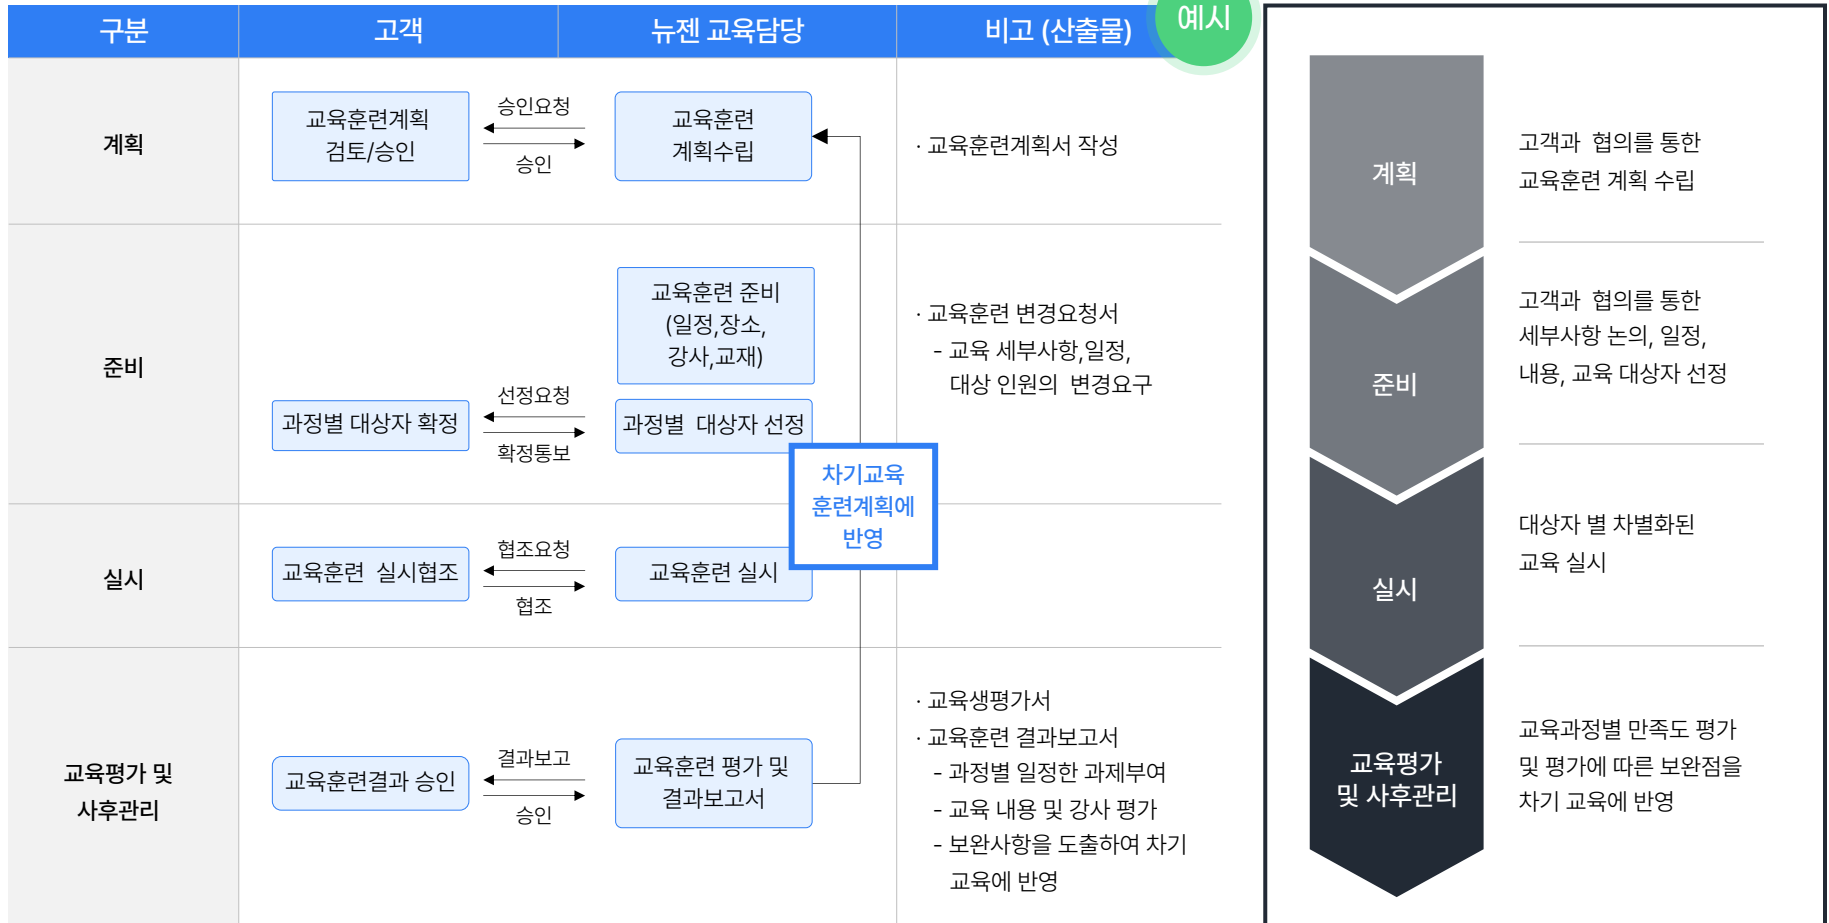 구분
고객
뉴젠 교육담당
비고 (산출물)
예시
계획
교육훈련계획
검토/승인
승인요청
승인
교육훈련
계획수립
· 교육훈련계획서 작성
준비
교육훈련 준비
(일정,장소,
강사,교재)
과정별 대상자 확정
선정요청
확정통보
과정별 대상자 선정
· 교육훈련 변경요청서
- 교육 세부사항,일정,
대상 인원의 변경요구
차기교육
훈련계획에
반영
실시
교육훈련 실시협조
협조요청
협조
교육훈련 실시
교육평가 및
사후관리
교육훈련결과 승인
결과보고
승인
교육훈련 평가 및
결과보고서
· 교육생평가서
· 교육훈련 결과보고서
- 과정별 일정한 과제부여
- 교육 내용 및 강사 평가
- 보완사항을 도출하여 차기
교육에 반영
계획
고객과 협의를 통한
교육훈련 계획 수립
준비
고객과 협의를 통한
세부사항 논의, 일정,
내용, 교육 대상자 선정
실시
대상자 별 차별화된
교육 실시
교육평가
및 사후관리
교육과정별 만족도 평가
및 평가에 따른 보완점을
차기 교육에 반영